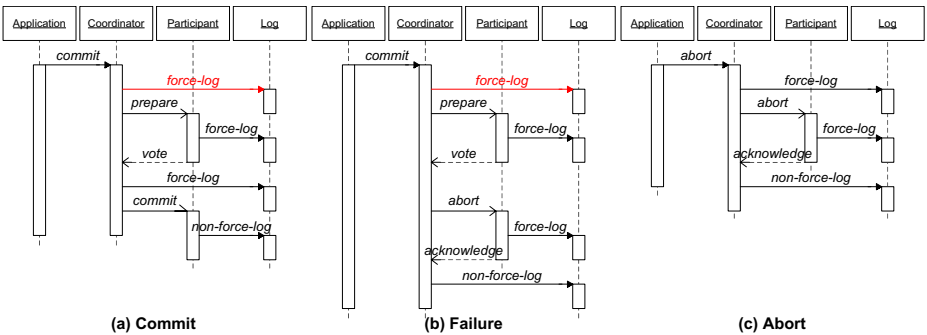 Application Coordinator Participant Log
commit
force-log
prepare
force-log
vote
force-log
commit
non-force-log
(a) Commit
Application Coordinator Participant Log
commit
force-log
prepare
force-log
vote
abort
force-log
acknowledge
non-force-log
(b) Failure
Application Coordinator Participant Log
abort
force-log
abort
force-log
acknowledge
non-force-log
(c) Abort